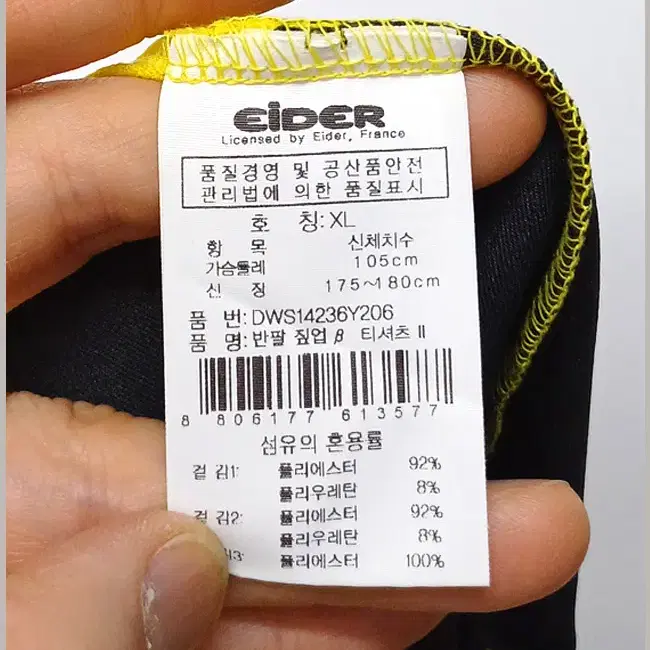 EiDER
Licensed by Eider, France
품질경영 및 공산품안전
관리법에 의한 품질표시
호 칭: XL
항 목 신체치수
가슴둘레 105cm
신 징 175~180cm
품 번: DWS14236Y206
품 명: 반팔 짚업 β 티셔츠 II
8 806177 613577
섬유의 혼용률
겉 김1: 폴리에스터 92%
폴리우레탄 8%
겉 김2: 폴리에스터 92%
폴리우레탄 8%
김3: 폴리에스터 100%